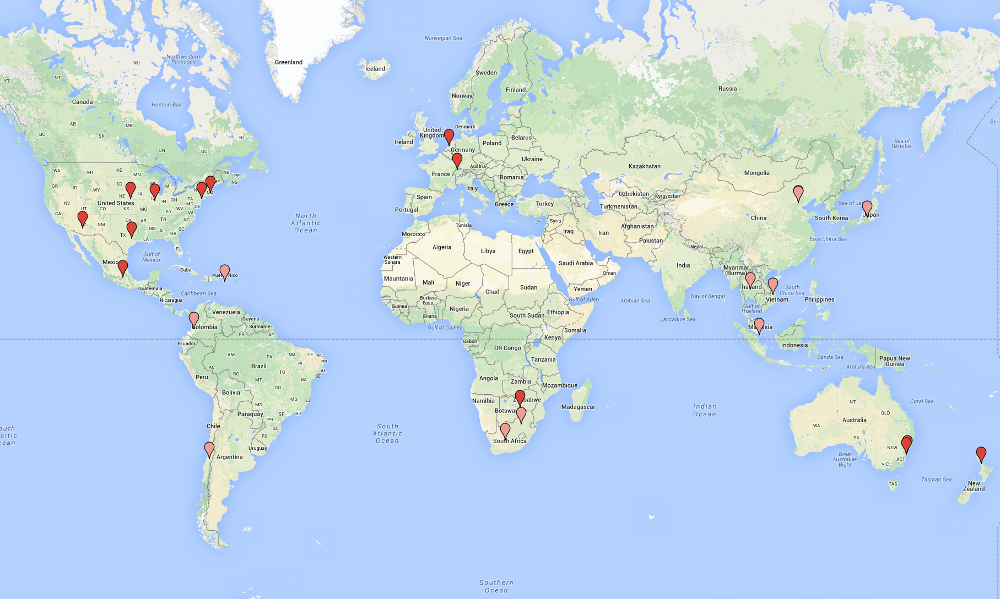 Norwegian Sea
Greenland
Northwestern
Passages
NU
Iceland
Sweden
Finland
Norway
Russia
YT
NT
Canada
Hudson Bay
AB
MB
BC
SK
NL
ON
QC
United
Kingdom
Ireland
Denmark
Belarus
Poland
Germany
Ukraine
Austria
France
Romania
Italy
Spain
Portugal
Greece
Turkey
Kazakhstan
Mongolia
Uzbekistan
Kyrgyzstan
Turkmenistan
Sea of
Okhotsk
Beri
Sea of Ja
Japan
South Korea
China
East China Sea
WA
MT
ND
MN
OR
ID
SD
WY
WI
MI
NB
PE
NS
ME
MA
IA
NE
IN
OH
PA
MD
DE
NV
UT
CO
United States
KS
MO
KY
WV
VA
CA
NM
OK
AR
TN
NC
MS
AL
SC
GA
TX
LA
FL
Gulf of
Mexico
Mexico
Cuba
Puerto Rico
Guatemala
Caribbean Sea
Nicaragua
North
Atlantic
Ocean
Tunisia
Morocco
Algeria
Libya
Egypt
Western
Sahara
Mauritania
Mali
Niger
Chad
Sudan
Syria
Iraq
Iran
Afghanistan
Pakistan
Saudi Arabia
Oman
Yemen
Gulf of Aden
Arabian Sea
Nepal
India
Myanmar
(Burma)
Thailand
Vietnam
South
China Sea
Philippines
Bay of Bengal
Gulf of
Thailand
Laccadive Sea
Malaysia
Indonesia
Banda Sea
Arafura Sea
Papua New
Guinea
Guinea
Burkina
Faso
Ghana
Nigeria
Gulf of Guinea
South Sudan
Ethiopia
Somalia
Kenya
Gabon
DR Congo
Tanzania
Angola
Zambia
Mozambique
Namibia
Zimbabwe
Botswana
Madagascar
South Africa
Venezuela
Guyana
Suriname
Colombia
RR
AP
Ecuador
AM
PA
MA
CE
RN
PB
PI
AL
SE
AC
RO
TO
BA
Brazil
MT
Peru
GO
Bolivia
MG
ES
MS
SP
RJ
Paraguay
PR
SC
Chile
RS
Uruguay
Argentina
outh
cific
cean
South
Atlantic
Ocean
Indian
Ocean
Coral Sea
NT
QLD
Australia
WA
SA
NSW
ACT
VIC
TAS
Great
Australian
Bight
Tasman Sea
New
Zealand
Southern
Ocean